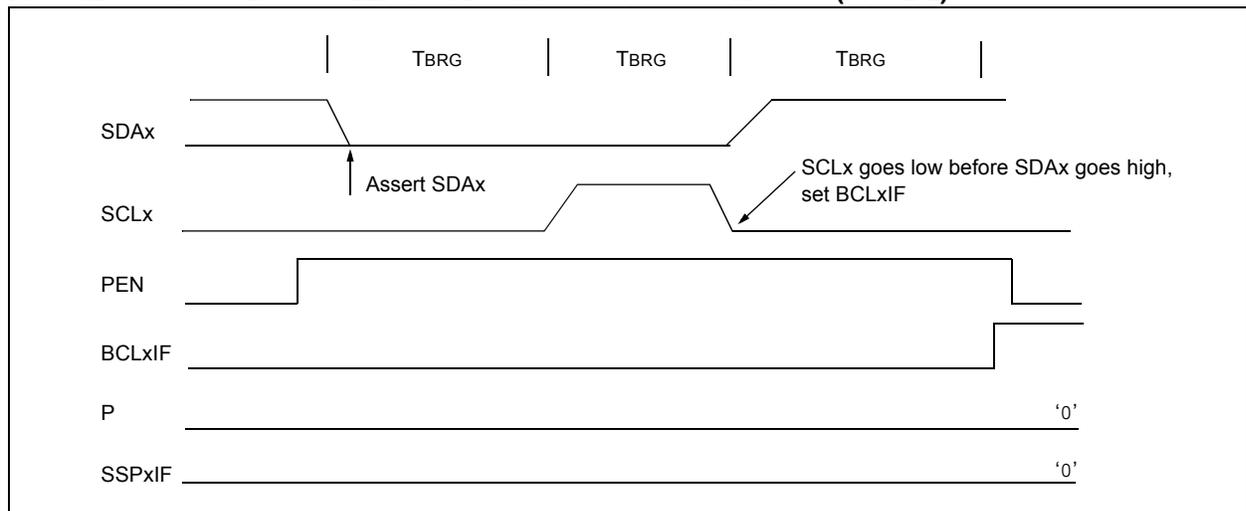 TBRG TBRG TBRG
SDAx
Assert SDAx
SCLx goes low before SDAx goes high,
set BCLxIF
SCLx
PEN
BCLxIF
P
‘0’
SSPxIF
‘0’